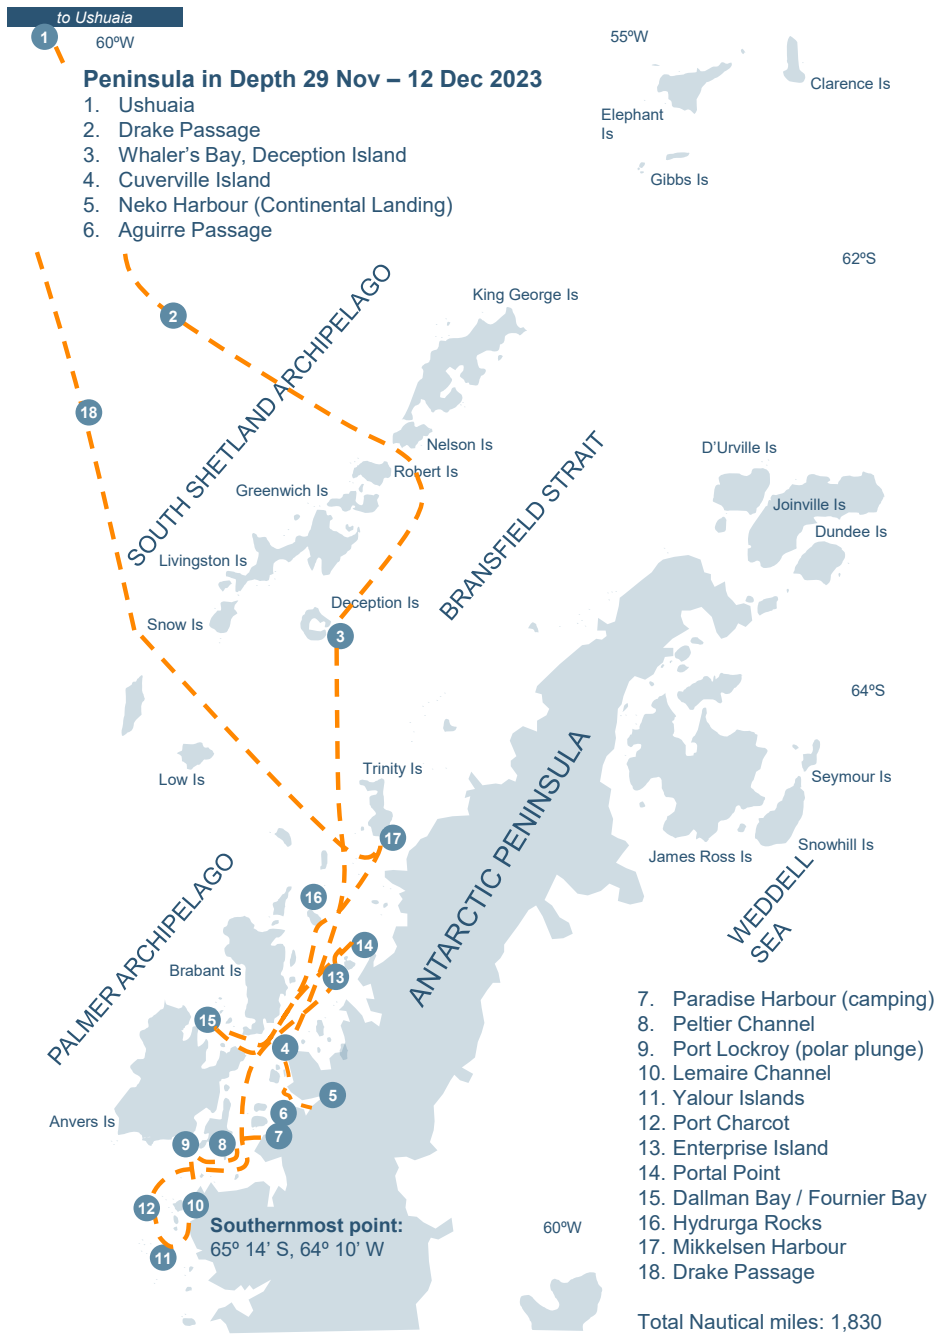 to Ushuaia
1
60ºW
55ºW
Peninsula in Depth 29 Nov – 12 Dec 2023
1. Ushuaia
2. Drake Passage
3. Whaler’s Bay, Deception Island
4. Cuverville Island
5. Neko Harbour (Continental Landing)
6. Aguirre Passage
Clarence Is
Elephant
Is
Gibbs Is
62ºS
King George Is
2
SOUTH SHETLAND ARCHIPELAGO
18
Nelson Is
Robert Is
Greenwich Is
BRANSFIELD STRAIT
D’Urville Is
Joinville Is
Dundee Is
Livingston Is
Deception Is
Snow Is
3
64ºS
Low Is
Trinity Is
ANTARCTIC PENINSULA
Seymour Is
17
James Ross Is
Snowhill Is
WEDDELL
SEA
PALMER ARCHIPELAGO
16
14
Brabant Is
13
15
4
5
Anvers Is
6
9
8
7
12
10
11
Southernmost point:
65º 14’ S, 64º 10’ W
60ºW
7. Paradise Harbour (camping)
8. Peltier Channel
9. Port Lockroy (polar plunge)
10. Lemaire Channel
11. Yalour Islands
12. Port Charcot
13. Enterprise Island
14. Portal Point
15. Dallman Bay / Fournier Bay
16. Hydrurga Rocks
17. Mikkelsen Harbour
18. Drake Passage
Total Nautical miles: 1,830